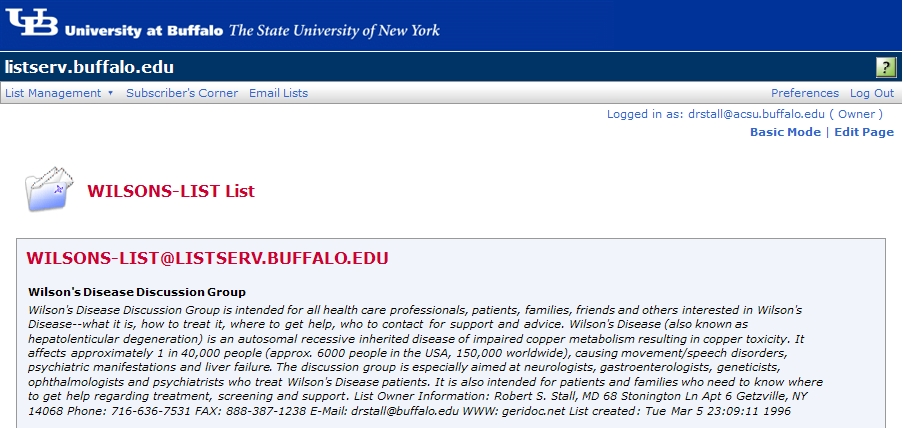 UB University at Buffalo The State University of New York
listserv.buffalo.edu ?
List Management ▼ Subscriber's Corner Email Lists Preferences Log Out
Logged in as: drstall@acsu.buffalo.edu ( Owner )
Basic Mode | Edit Page
WILSONS-LIST List
WILSONS-LIST@LISTSERV.BUFFALO.EDU
Wilson's Disease Discussion Group
Wilson's Disease Discussion Group is intended for all health care professionals, patients, families, friends and others interested in Wilson's
Disease--what it is, how to treat it, where to get help, who to contact for support and advice. Wilson's Disease (also known as
hepatolenticular degeneration) is an autosomal recessive inherited disease of impaired copper metabolism resulting in copper toxicity. It
affects approximately 1 in 40,000 people (approx. 6000 people in the USA, 150,000 worldwide), causing movement/speech disorders,
psychiatric manifestations and liver failure. The discussion group is especially aimed at neurologists, gastroenterologists, geneticists,
ophthalmologists and psychiatrists who treat Wilson's Disease patients. It is also intended for patients and families who need to know where
to get help regarding treatment, screening and support. List Owner Information: Robert S. Stall, MD 68 Stonington Ln Apt 6 Getzville, NY
14068 Phone: 716-636-7531 FAX: 888-387-1238 E-Mail: drstall@buffalo.edu WWW: geridoc.net List created: Tue Mar 5 23:09:11 1996